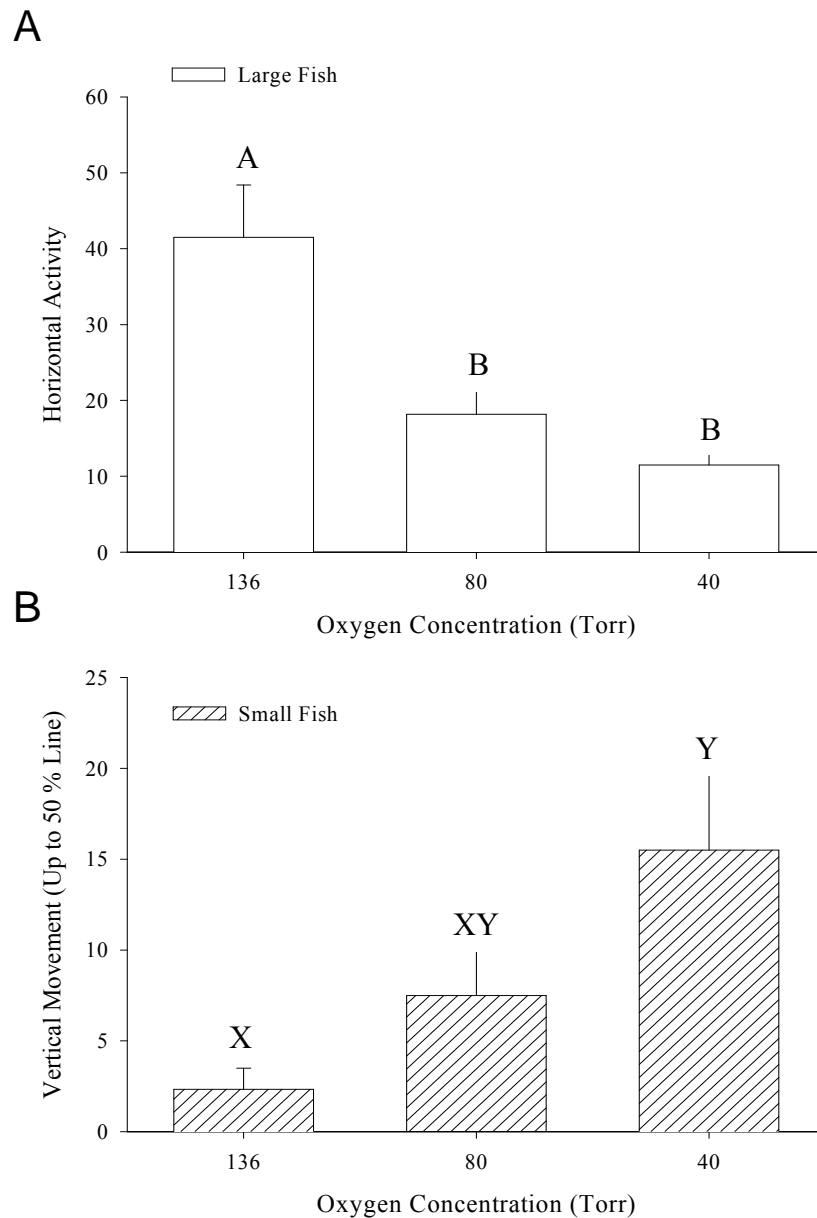 A
Large Fish
60
50
40
30
20
10
0
Horizontal Activity
A
B
B
136 80 40
Oxygen Concentration (Torr)
B
Small Fish
25
20
15
10
5
0
Vertical Movement (Up to 50 % Line)
X
XY
Y
136 80 40
Oxygen Concentration (Torr)